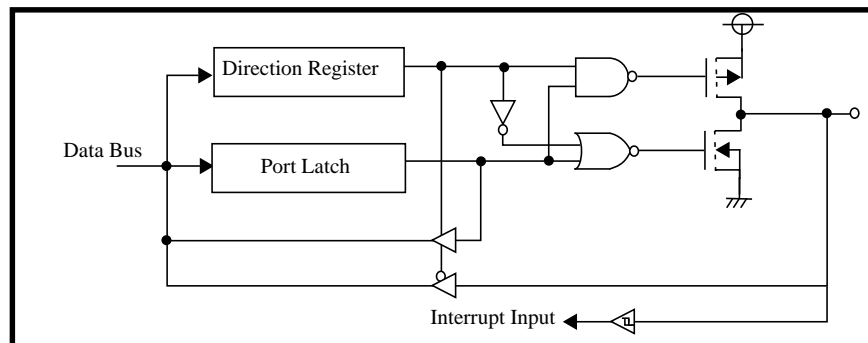 Direction Register
Data Bus
Port Latch
Interrupt Input